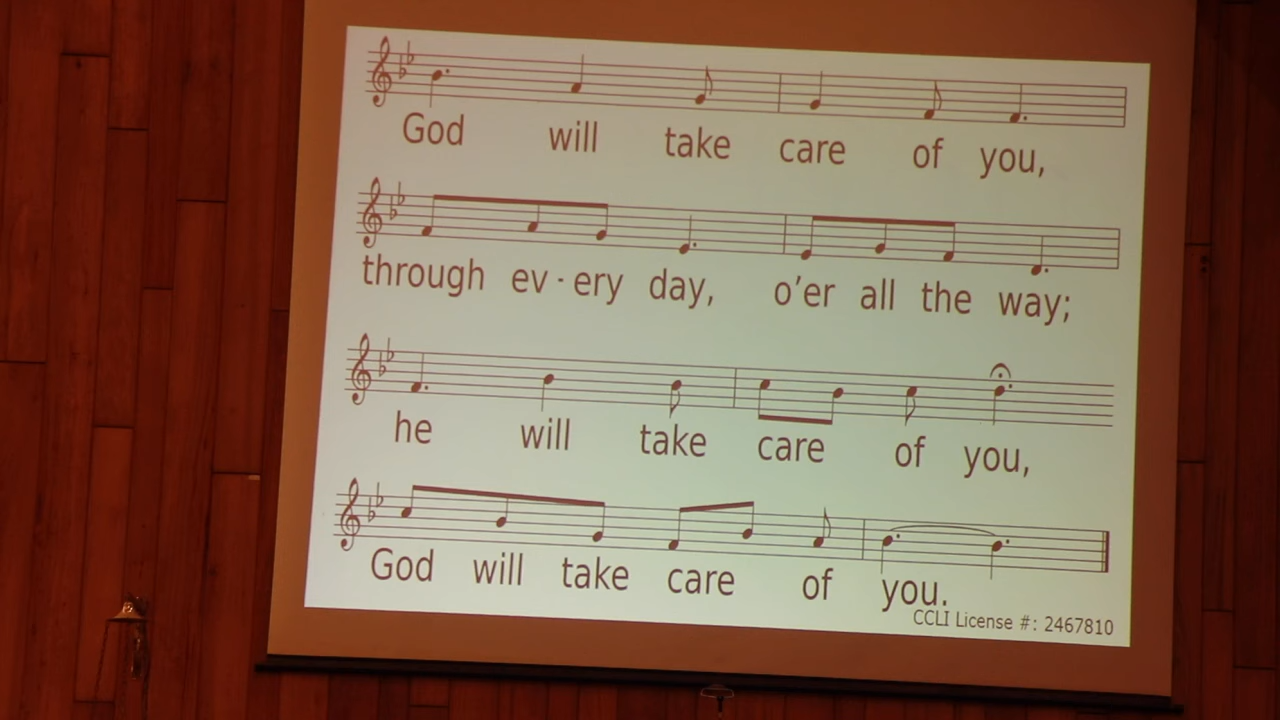 God will take care of you,
through ev - ery day, o’er all the way;
he will take care of you,
God will take care of you.
CCLI License #: 2467810